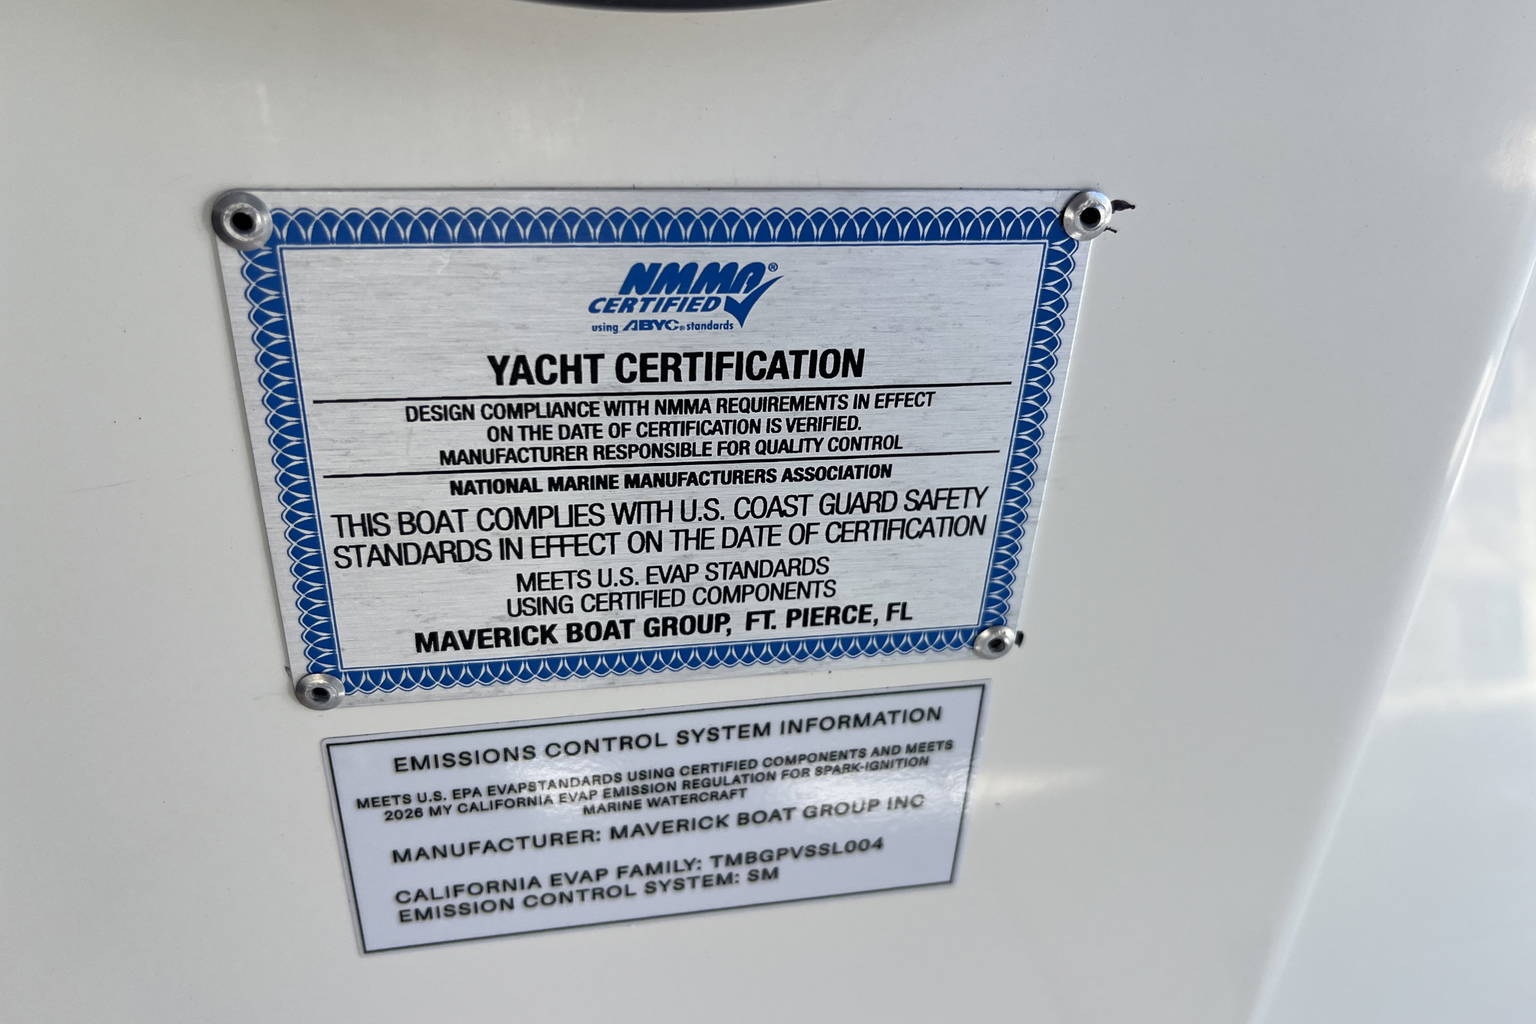 NMMA®
CERTIFIED
using ABYC® standards
YACHT CERTIFICATION
DESIGN COMPLIANCE WITH NMMA REQUIREMENTS IN EFFECT
ON THE DATE OF CERTIFICATION IS VERIFIED.
MANUFACTURER RESPONSIBLE FOR QUALITY CONTROL
NATIONAL MARINE MANUFACTURERS ASSOCIATION
THIS BOAT COMPLIES WITH U.S. COAST GUARD SAFETY
STANDARDS IN EFFECT ON THE DATE OF CERTIFICATION
MEETS U.S. EVAP STANDARDS
USING CERTIFIED COMPONENTS
MAVERICK BOAT GROUP, FT. PIERCE, FL
EMISSIONS CONTROL SYSTEM INFORMATION
MEETS U.S. EPA EVAPSTANDARDS USING CERTIFIED COMPONENTS AND MEETS
2026 MY CALIFORNIA EVAP EMISSION REGULATION FOR SPARK-IGNITION
MARINE WATERCRAFT
MANUFACTURER: MAVERICK BOAT GROUP INC
CALIFORNIA EVAP FAMILY: TMBGPVSSL004
EMISSION CONTROL SYSTEM: SM